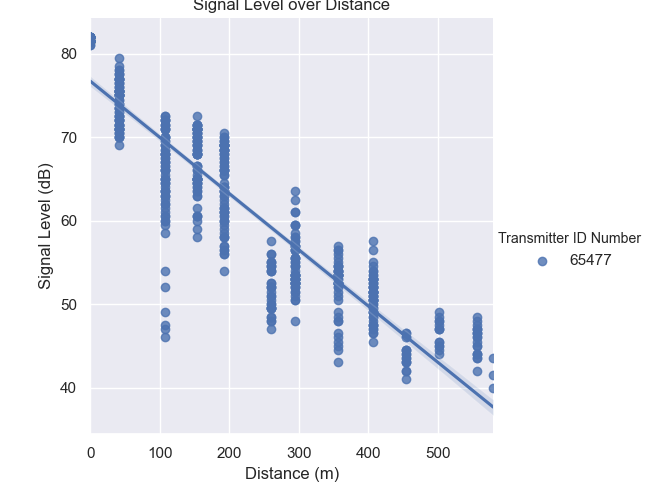 Signal Level over Distance
80
70
60
50
40
Signal Level (dB)
0 100 200 300 400 500
Distance (m)
Transmitter ID Number
65477